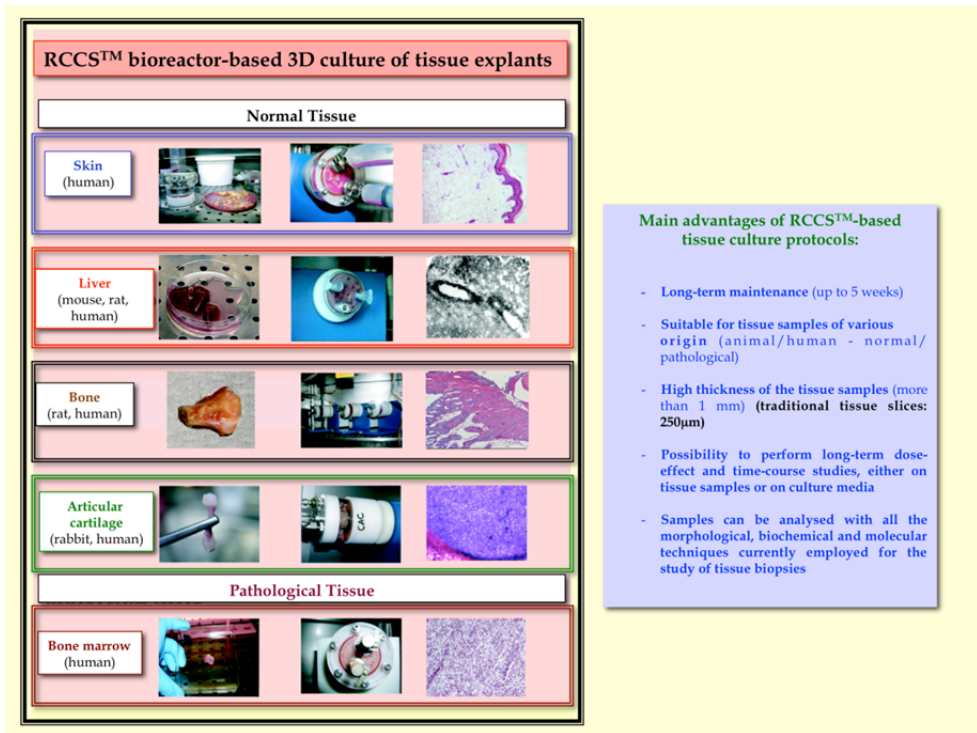 RCCS™ bioreactor-based 3D culture of tissue explants
Normal Tissue
Skin
(human)
Liver
(mouse, rat,
human)
Bone
(rat, human)
Articular
cartilage
(rabbit, human)
CAC
Pathological Tissue
Bone marrow
(human)
Main advantages of RCCS™-based
tissue culture protocols:
- Long-term maintenance (up to 5 weeks)
- Suitable for tissue samples of various
origin (animal/human - normal/
pathological)
- High thickness of the tissue samples (more
than 1 mm) (traditional tissue slices:
250μm)
- Possibility to perform long-term dose-
effect and time-course studies, either on
tissue samples or on culture media
- Samples can be analysed with all the
morphological, biochemical and molecular
techniques currently employed for the
study of tissue biopsies